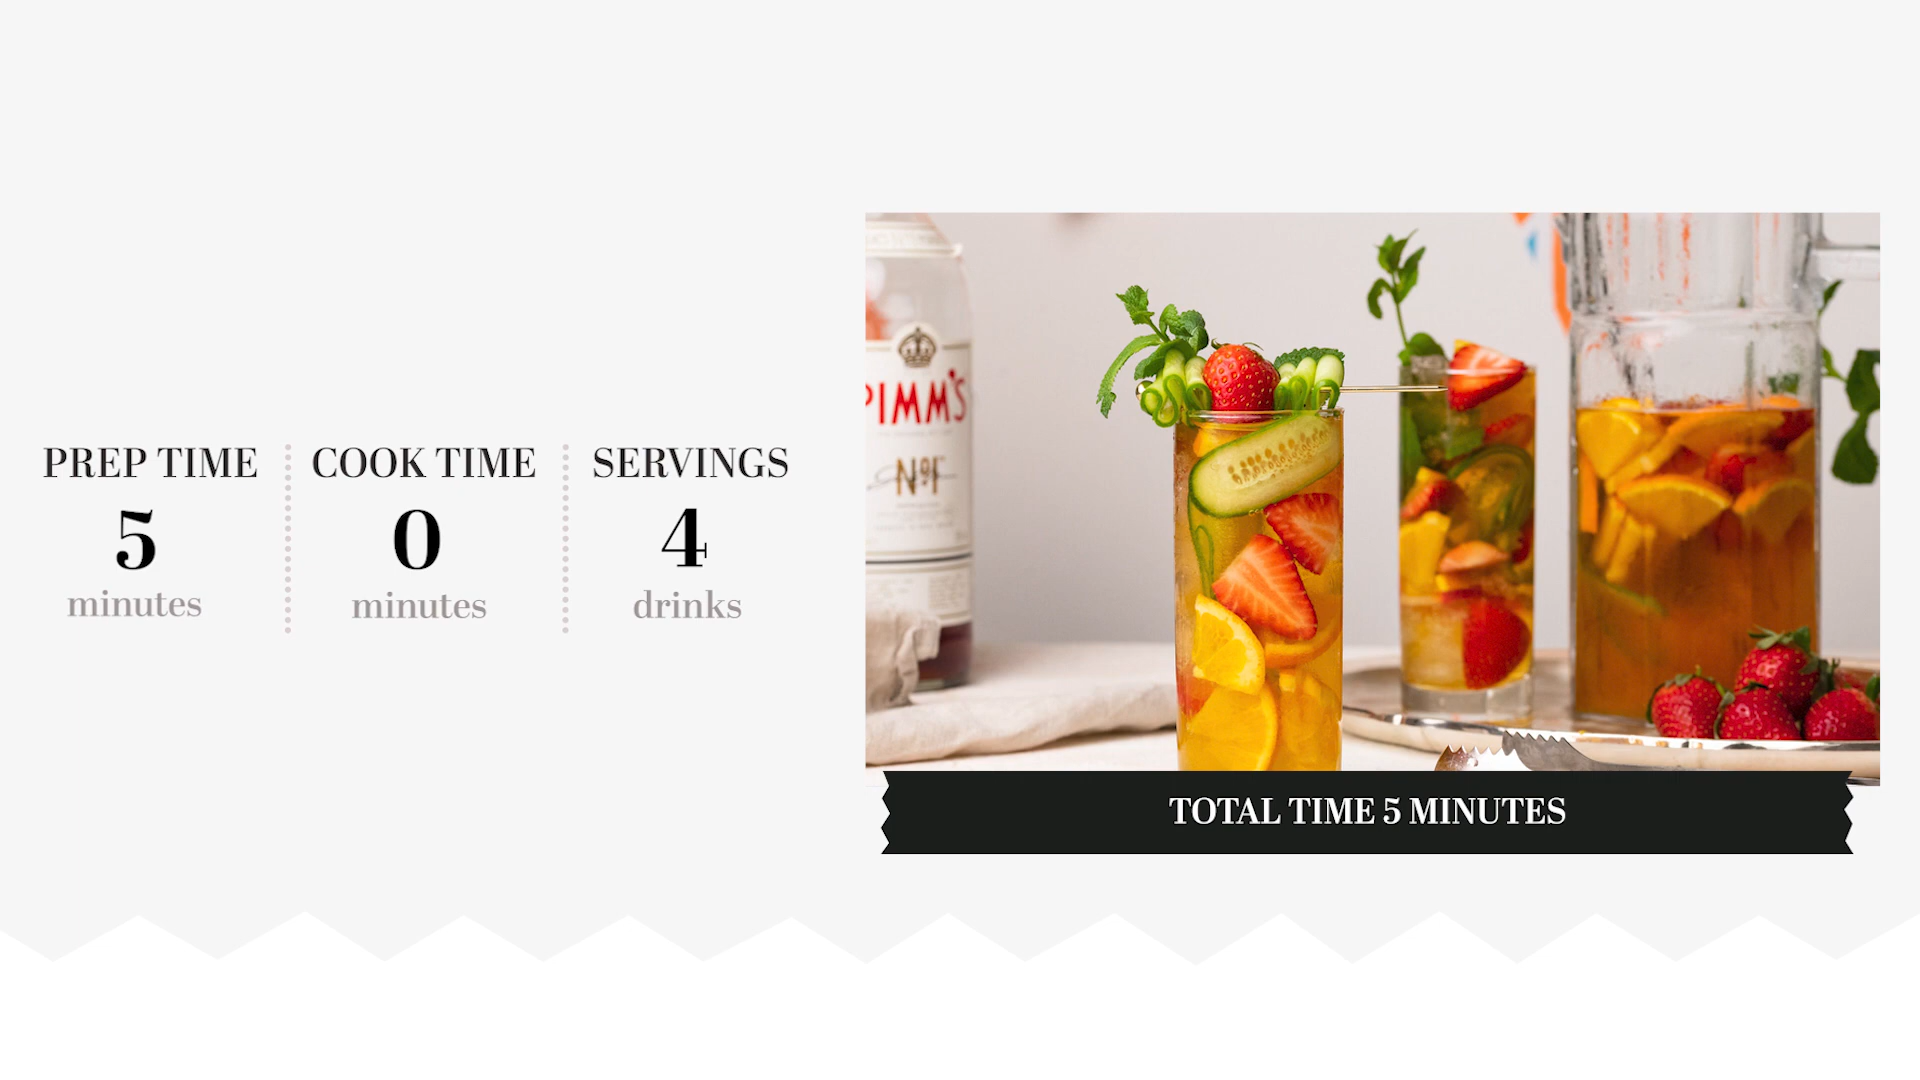 PREP TIME
5
minutes
COOK TIME
0
minutes
SERVINGS
4
drinks
PIMM'S
Nº1
TOTAL TIME 5 MINUTES